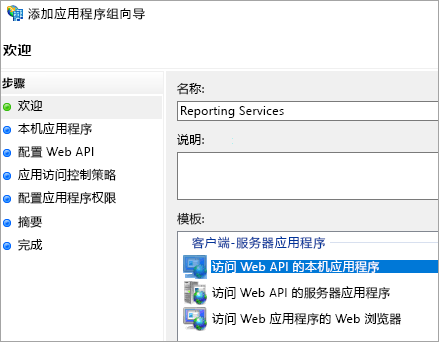 添加应用程序组向导
欢迎
步骤
欢迎
本机应用程序
配置 Web API
应用访问控制策略
配置应用程序权限
摘要
完成
名称:
Reporting Services
说明:
模板:
客户端-服务器应用程序
访问 Web API 的本机应用程序
访问 Web API 的服务器应用程序
访问 Web 应用程序的 Web 浏览器